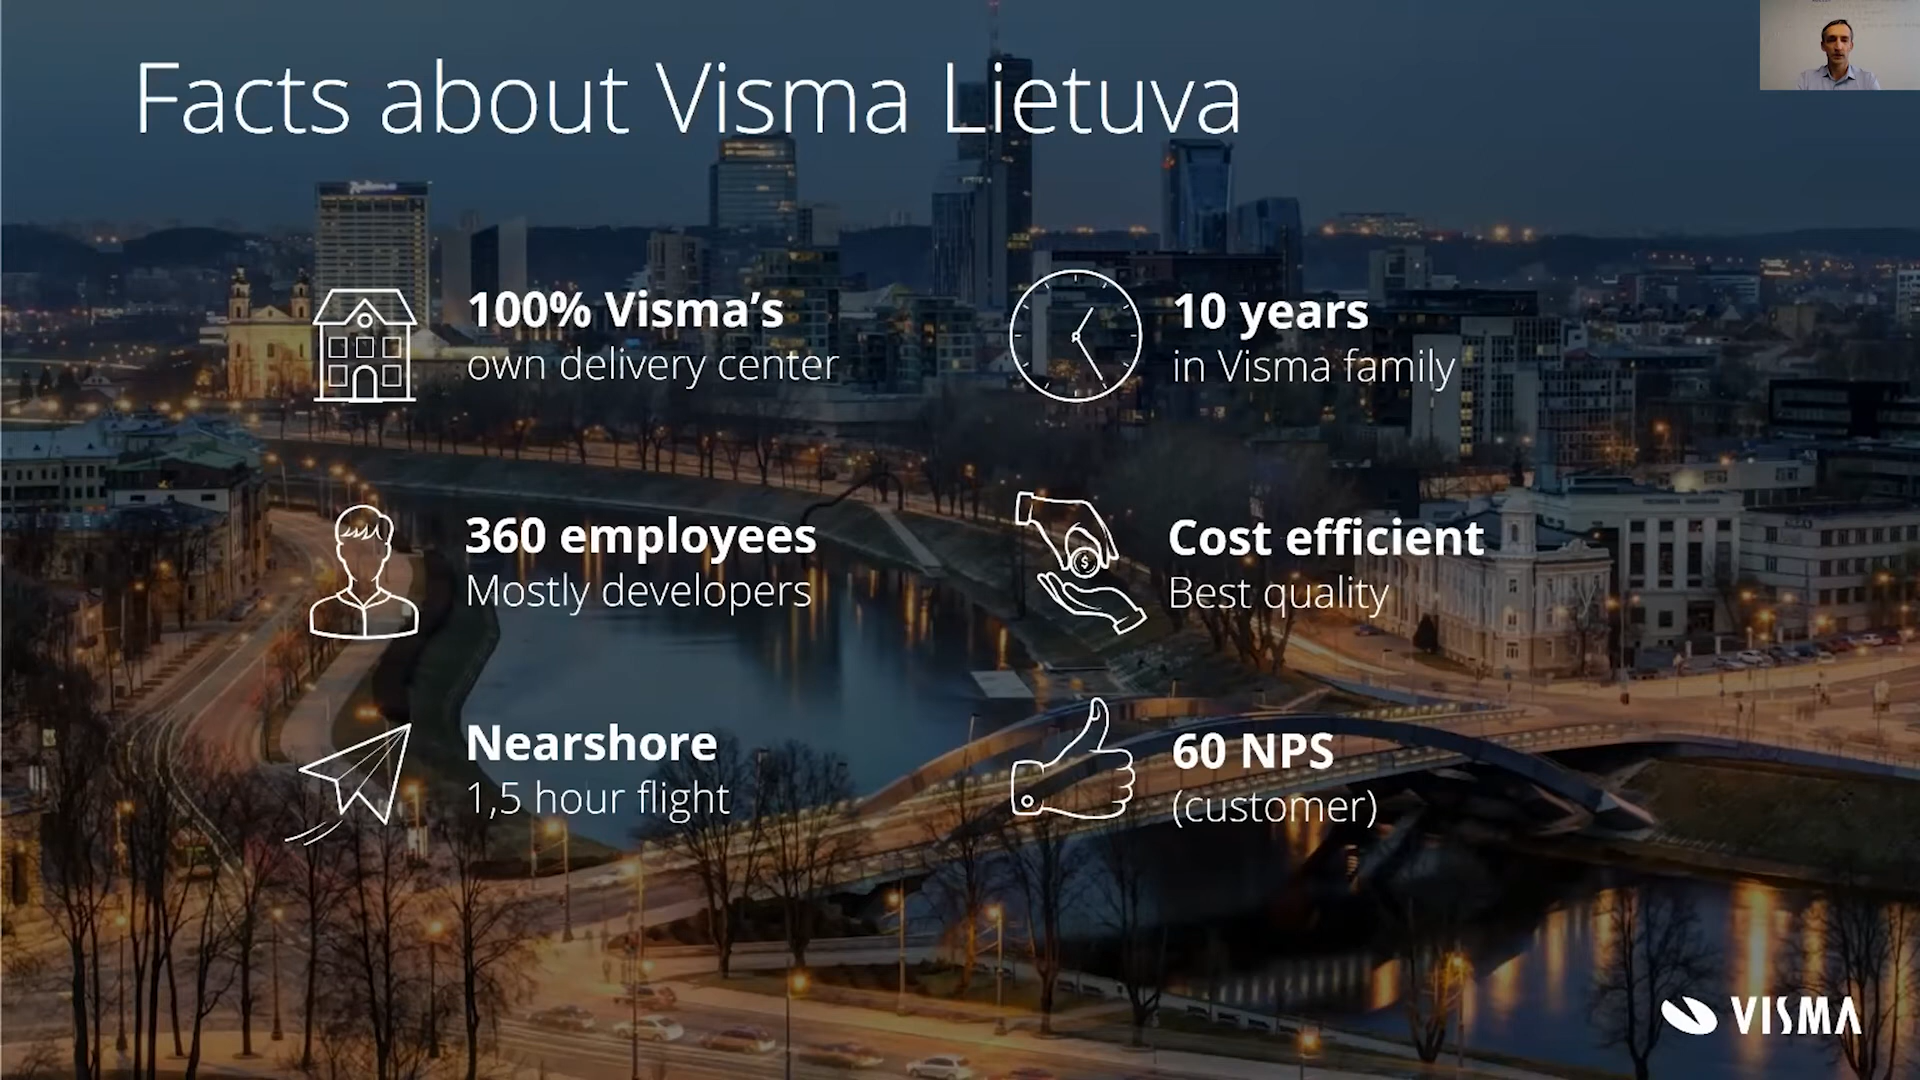 Facts about Visma Lietuva
100% Visma’s
own delivery center
10 years
in Visma family
360 employees
Mostly developers
Cost efficient
Best quality
$
Nearshore
1,5 hour flight
60 NPS
(customer)
VISMA